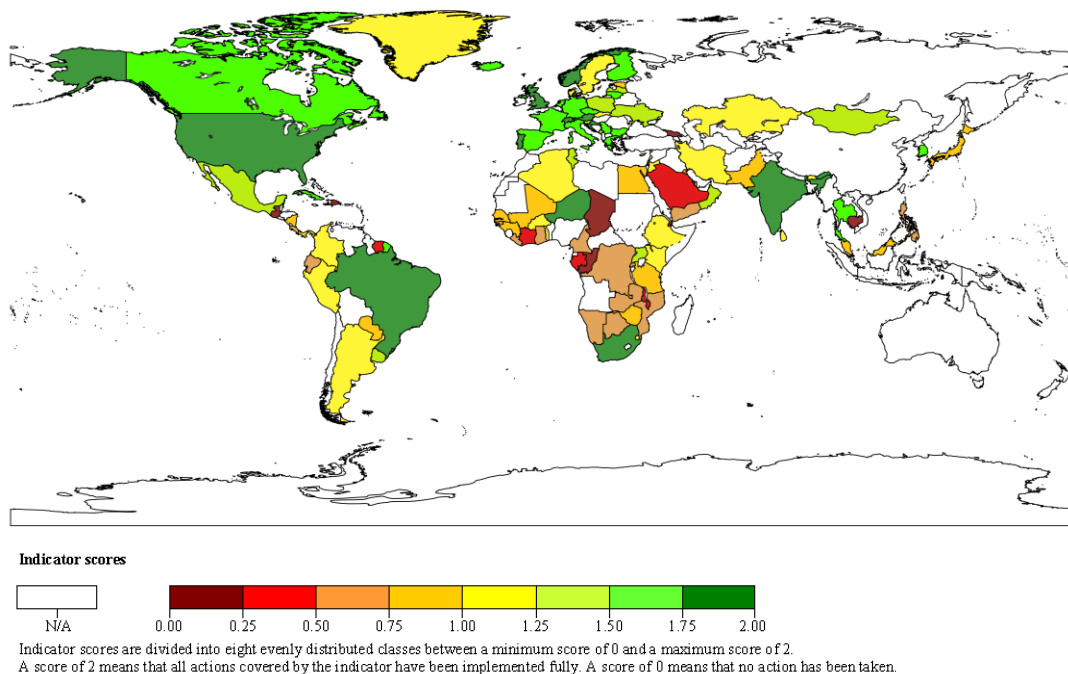 Indicator scores
N/A
0.00 0.25 0.50 0.75 1.00 1.25 1.50 1.75 2.00
Indicator scores are divided into eight evenly distributed classes between a minimum score of 0 and a maximum score of 2.
A score of 2 means that all actions covered by the indicator have been implemented fully. A score of 0 means that no action has been taken.